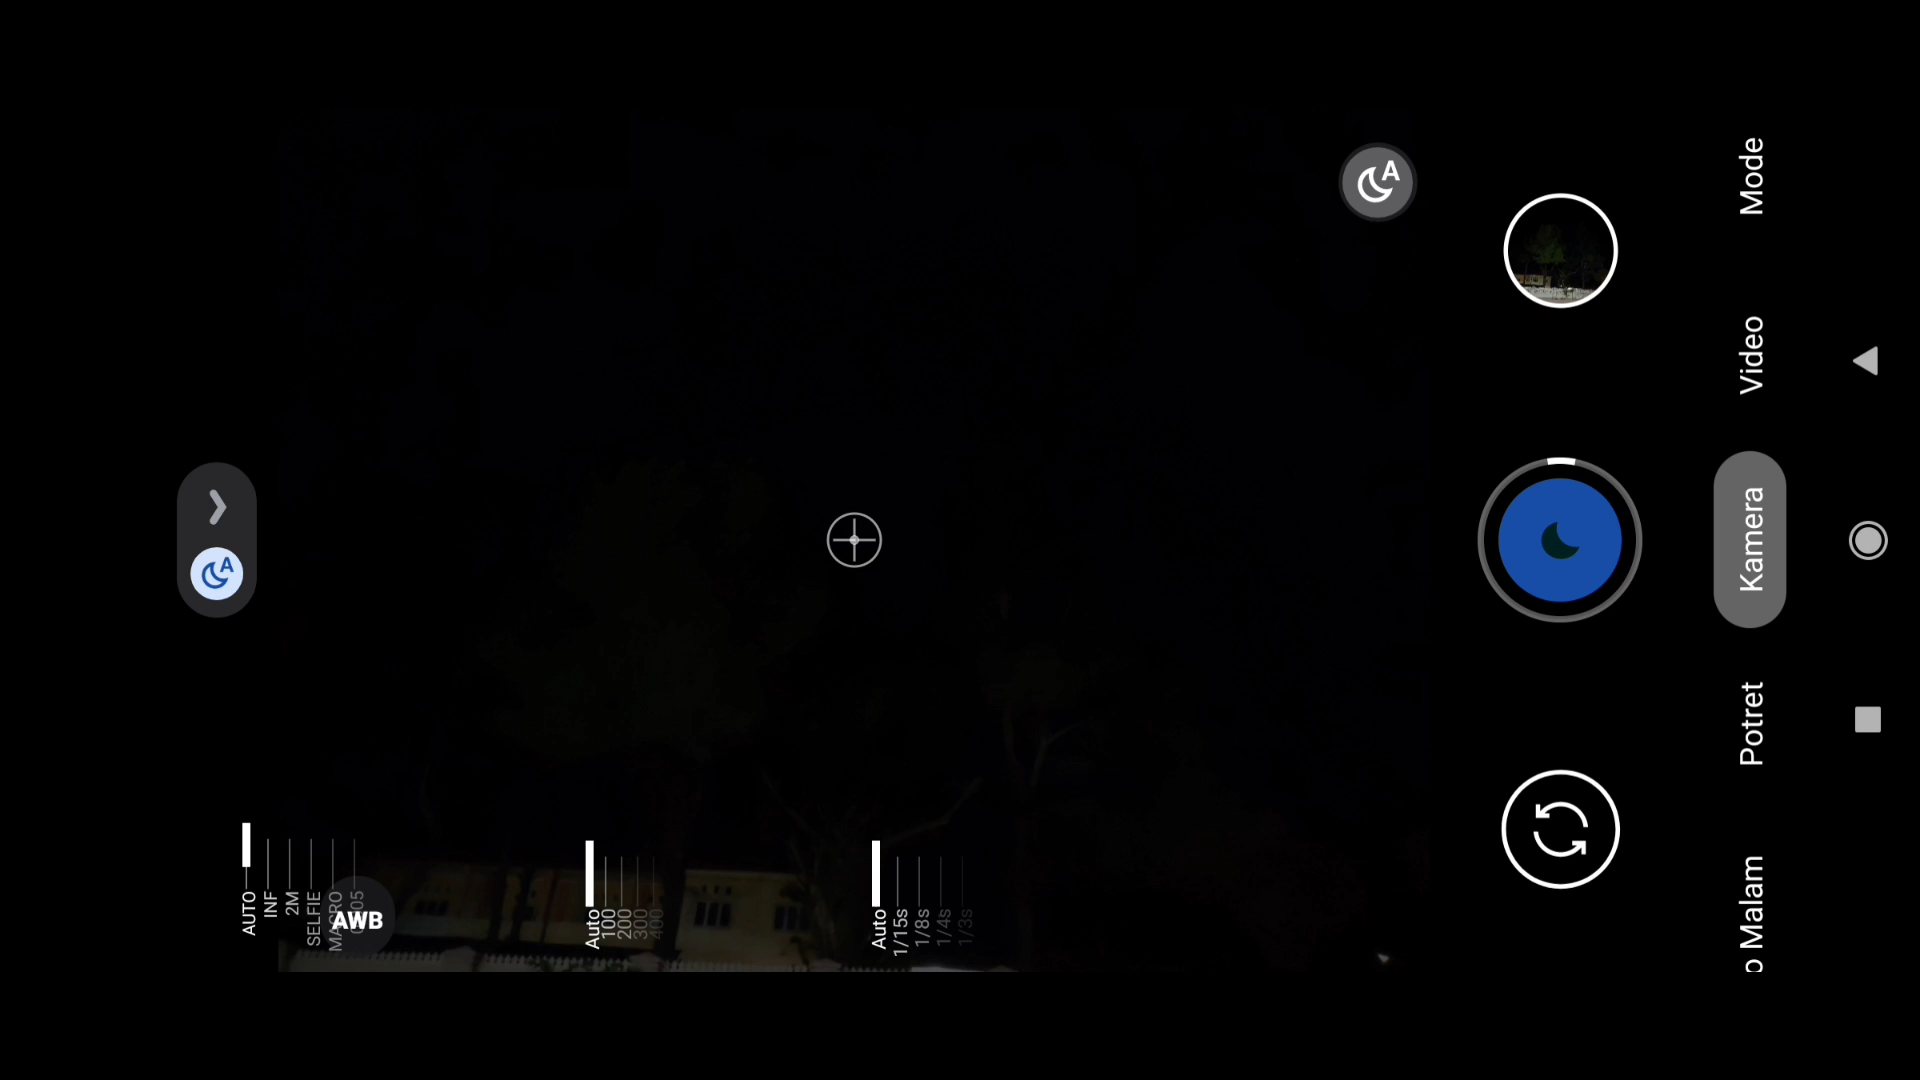 A
Mode
Video
Kamera
Potret
o Malam
A
AUTO
INF
2M
SELFIE
MACRO
AWB
Auto
100
200
300
400
Auto
1/15s
1/8s
1/4s
1/3s